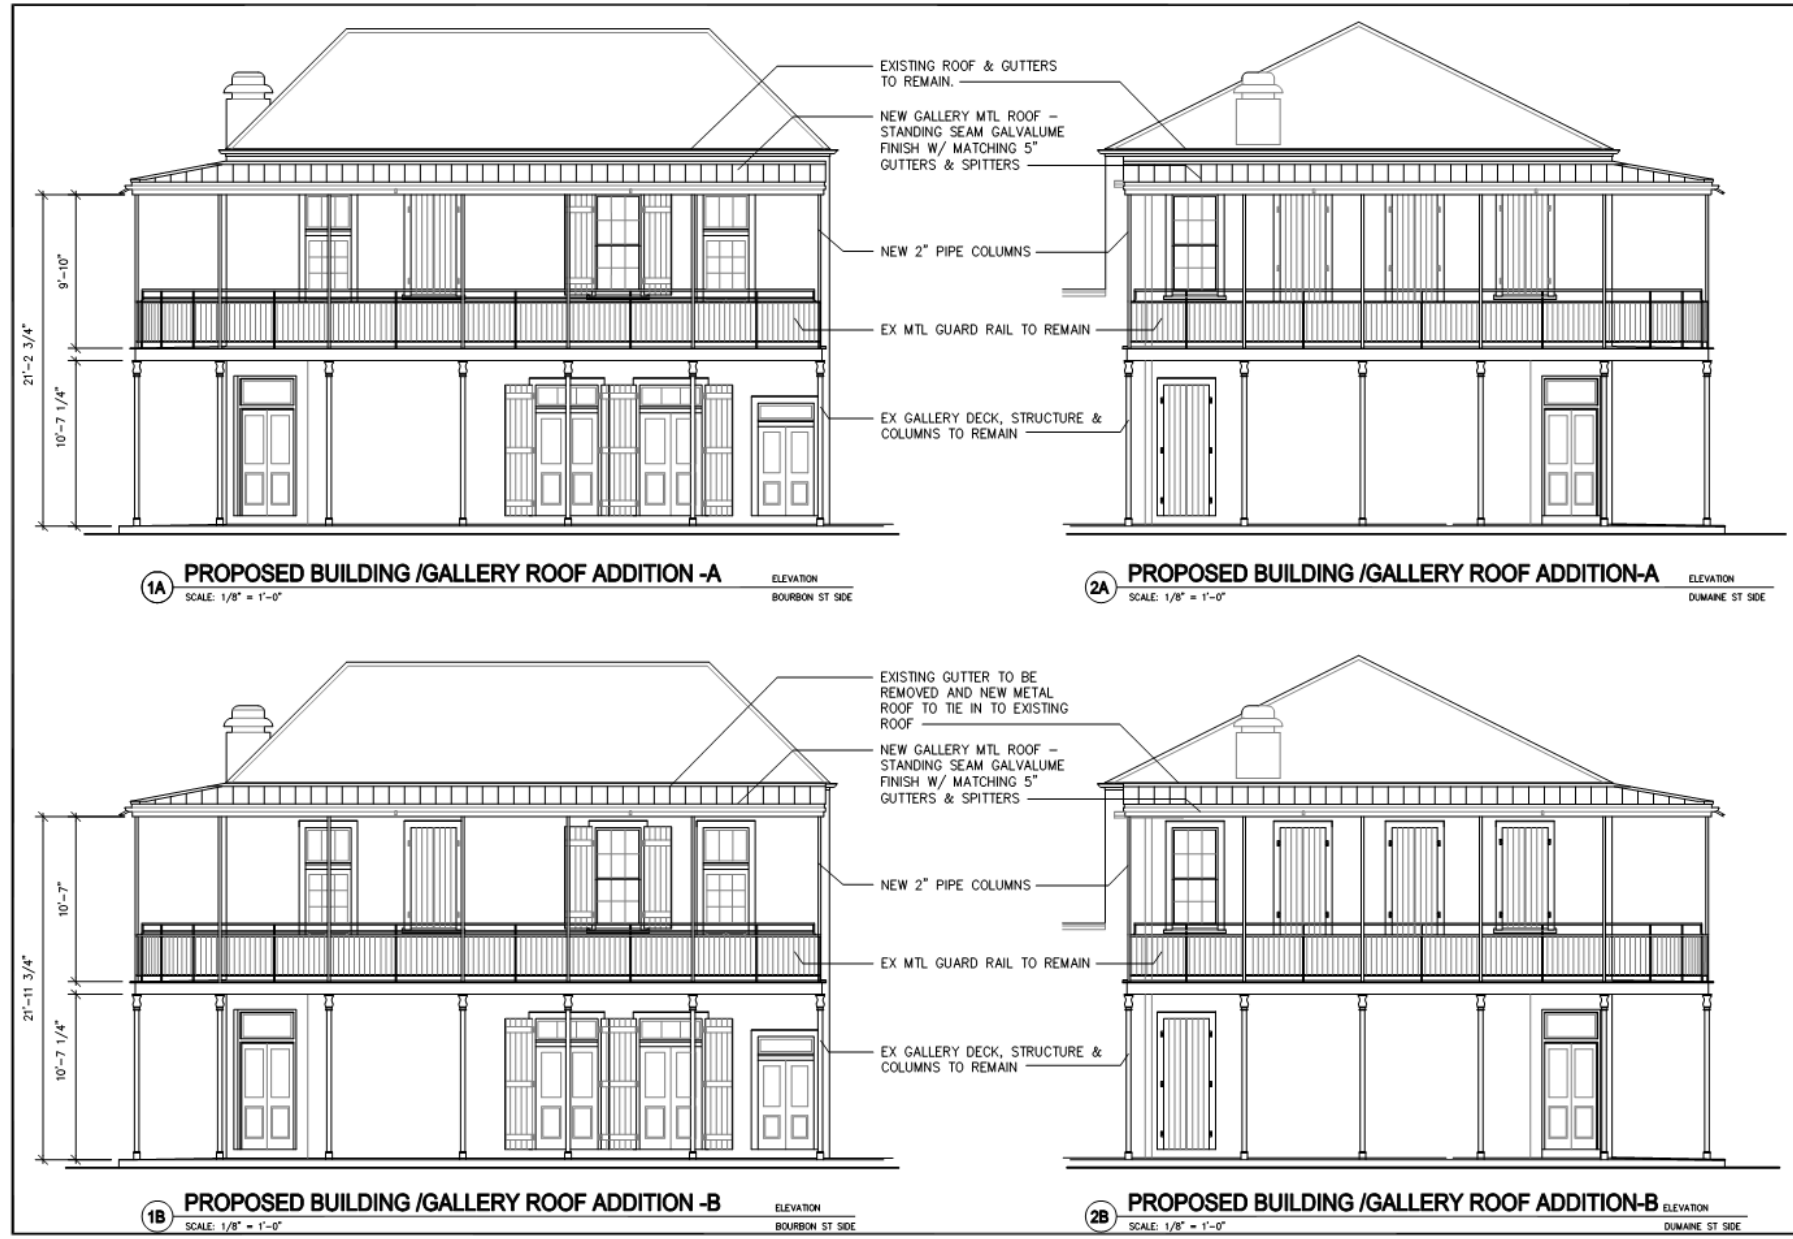 EXISTING ROOF & GUTTERS
TO REMAIN.
NEW GALLERY MTL ROOF –
STANDING SEAM GALVALUME
FINISH W/ MATCHING 5"
GUTTERS & SPITTERS
NEW 2" PIPE COLUMNS
EX MTL GUARD RAIL TO REMAIN
EX GALLERY DECK, STRUCTURE &
COLUMNS TO REMAIN
9'-10"
21'-2 3/4"
10'-7 1/4"
1A
PROPOSED BUILDING /GALLERY ROOF ADDITION -A
SCALE: 1/8" = 1'-0"
ELEVATION
BOURBON ST SIDE
2A
PROPOSED BUILDING /GALLERY ROOF ADDITION-A
SCALE: 1/8" = 1'-0"
ELEVATION
DUMAINE ST SIDE
EXISTING GUTTER TO BE
REMOVED AND NEW METAL
ROOF TO TIE IN TO EXISTING
ROOF
NEW GALLERY MTL ROOF –
STANDING SEAM GALVALUME
FINISH W/ MATCHING 5"
GUTTERS & SPITTERS
NEW 2" PIPE COLUMNS
EX MTL GUARD RAIL TO REMAIN
EX GALLERY DECK, STRUCTURE &
COLUMNS TO REMAIN
10'-7"
21'-11 3/4"
10'-7 1/4"
1B
PROPOSED BUILDING /GALLERY ROOF ADDITION -B
SCALE: 1/8" = 1'-0"
ELEVATION
BOURBON ST SIDE
2B
PROPOSED BUILDING /GALLERY ROOF ADDITION-B
SCALE: 1/8" = 1'-0"
ELEVATION
DUMAINE ST SIDE